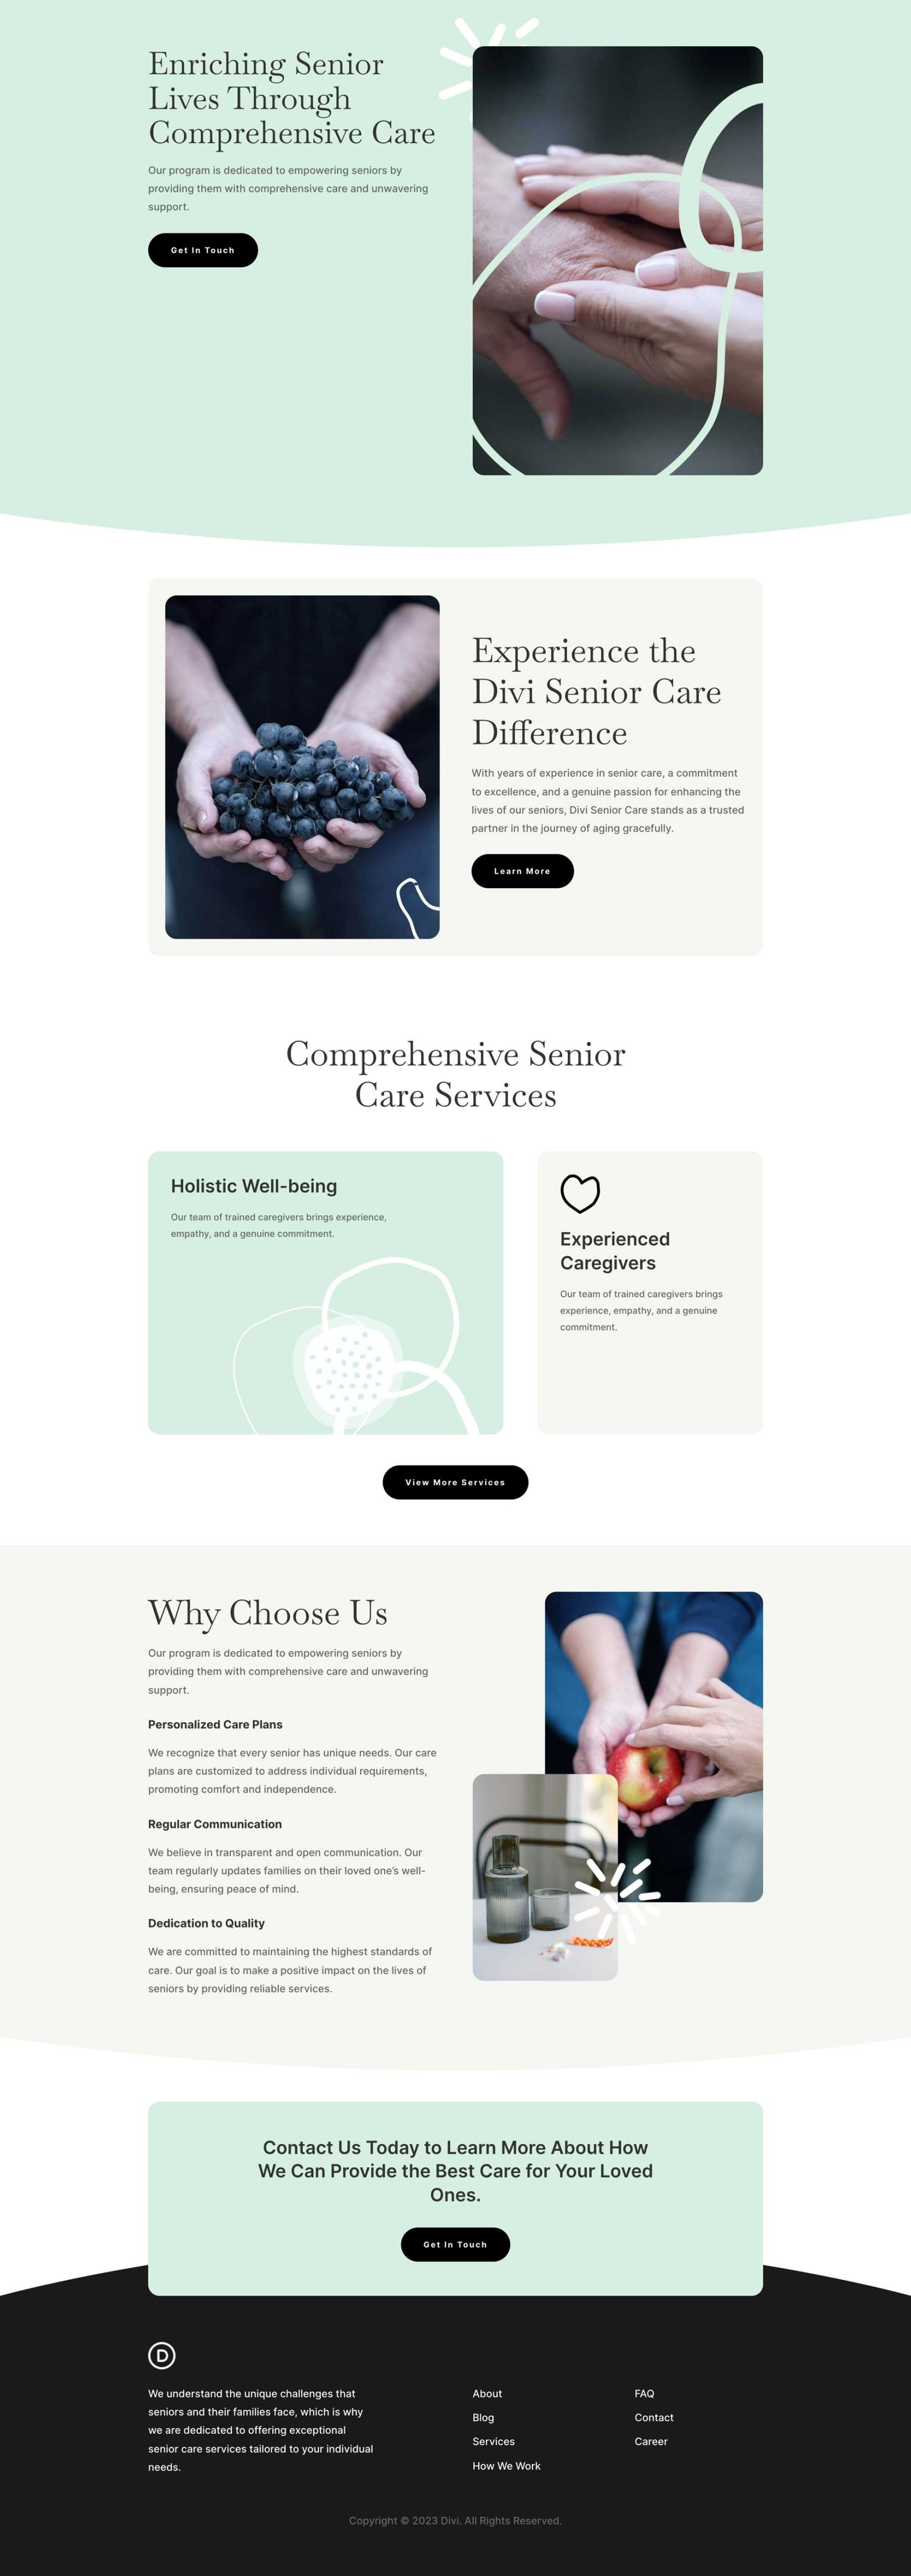 Enriching Senior
Lives Through
Comprehensive Care
Our program is dedicated to empowering seniors by
providing them with comprehensive care and unwavering
support.
Get In Touch
Experience the
Divi Senior Care
Difference
With years of experience in senior care, a commitment
to excellence, and a genuine passion for enhancing the
lives of our seniors, Divi Senior Care stands as a trusted
partner in the journey of aging gracefully.
Learn More
Comprehensive Senior
Care Services
Holistic Well-being
Our team of trained caregivers brings experience,
empathy, and a genuine commitment.
Experienced
Caregivers
Our team of trained caregivers brings
experience, empathy, and a genuine
commitment.
View More Services
Why Choose Us
Our program is dedicated to empowering seniors by
providing them with comprehensive care and unwavering
support.
Personalized Care Plans
We recognize that every senior has unique needs. Our care
plans are customized to address individual requirements,
promoting comfort and independence.
Regular Communication
We believe in transparent and open communication. Our
team regularly updates families on their loved one’s well-
being, ensuring peace of mind.
Dedication to Quality
We are committed to maintaining the highest standards of
care. Our goal is to make a positive impact on the lives of
seniors by providing reliable services.
Contact Us Today to Learn More About How
We Can Provide the Best Care for Your Loved
Ones.
Get In Touch
D
We understand the unique challenges that
seniors and their families face, which is why
we are dedicated to offering exceptional
senior care services tailored to your individual
needs.
About
Blog
Services
How We Work
FAQ
Contact
Career
Copyright © 2023 Divi. All Rights Reserved.